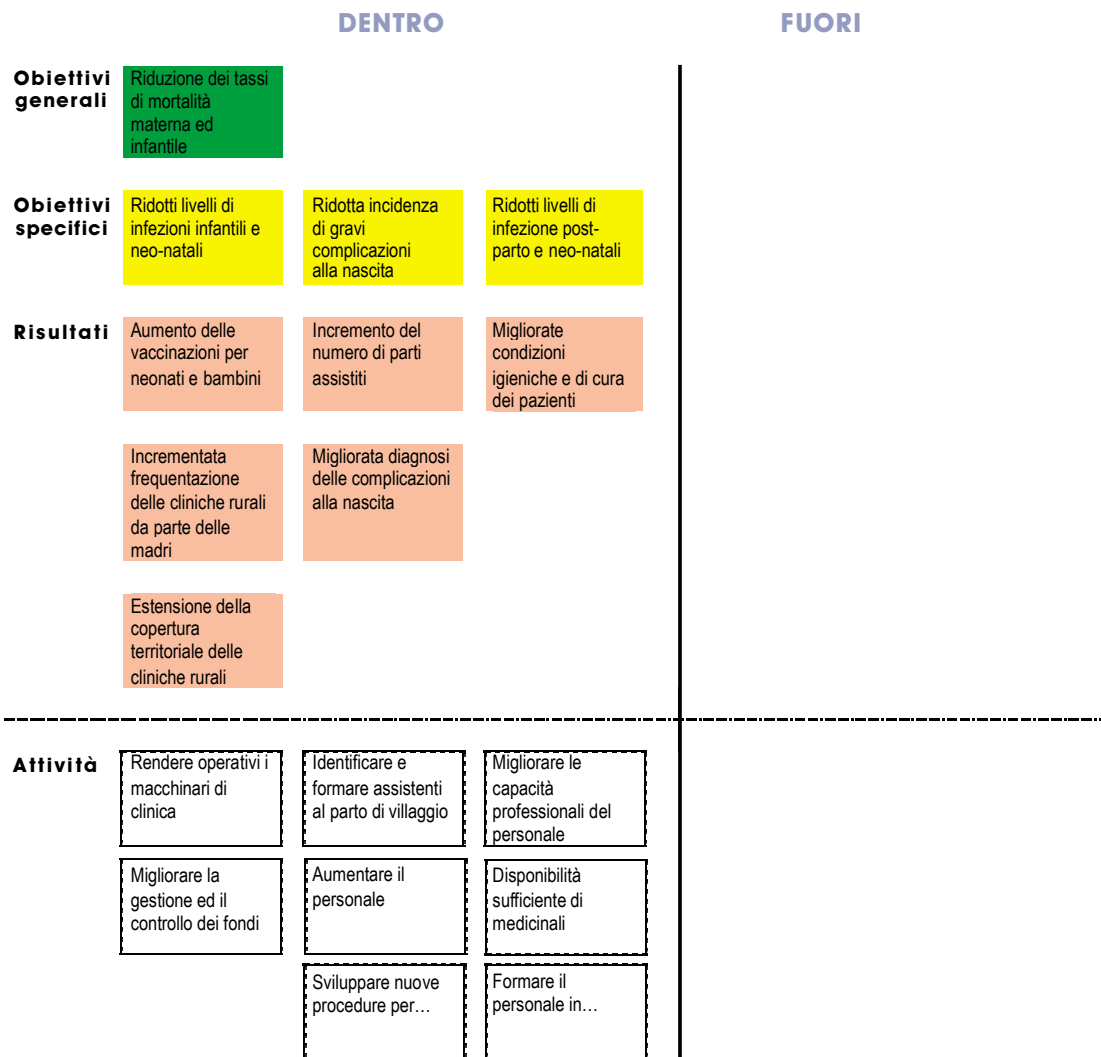 DENTRO
FUORI
Obiettivi
generali
Riduzione dei tassi
di mortalità
materna ed
infantile
Obiettivi
specifici
Ridotti livelli di
infezioni infantili e
neo-natali
Ridotta incidenza
di gravi
complicazioni
alla nascita
Ridotti livelli di
infezione post-
parto e neo-natali
Risultati
Aumento delle
vaccinazioni per
neonati e bambini
Incremento del
numero di parti
assistiti
Migliorate
condizioni
igieniche e di cura
dei pazienti
Incrementata
frequentazione
delle cliniche rurali
da parte delle
madri
Migliorata diagnosi
delle complicazioni
alla nascita
Estensione della
copertura
territoriale delle
cliniche rurali
Attività
Rendere operativi i
macchinari di
clinica
Identificare e
formare assistenti
al parto di villaggio
Migliorare le
capacità
professionali del
personale
Migliorare la
gestione ed il
controllo dei fondi
Aumentare il
personale
Disponibilità
sufficiente di
medicinali
Sviluppare nuove
procedure per…
Formare il
personale in…